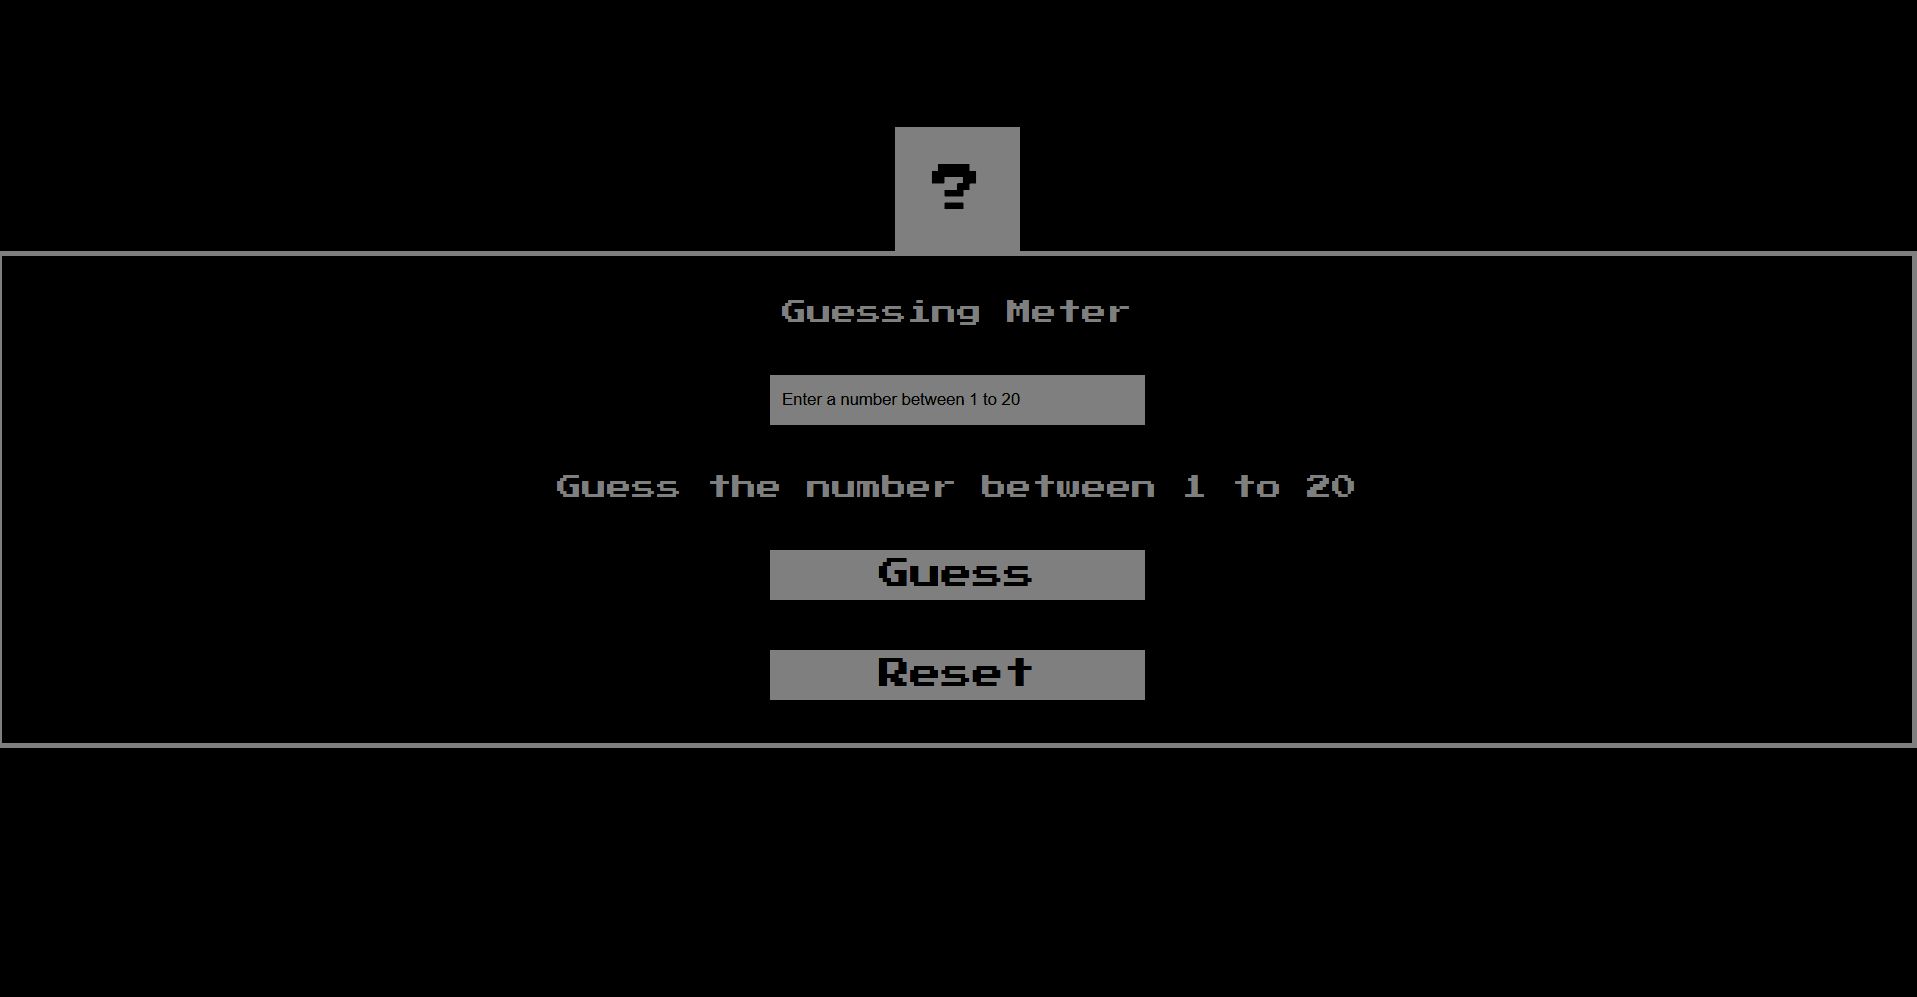 ?
Guessing Meter
Enter a number between 1 to 20
Guess the number between 1 to 20
Guess
Reset